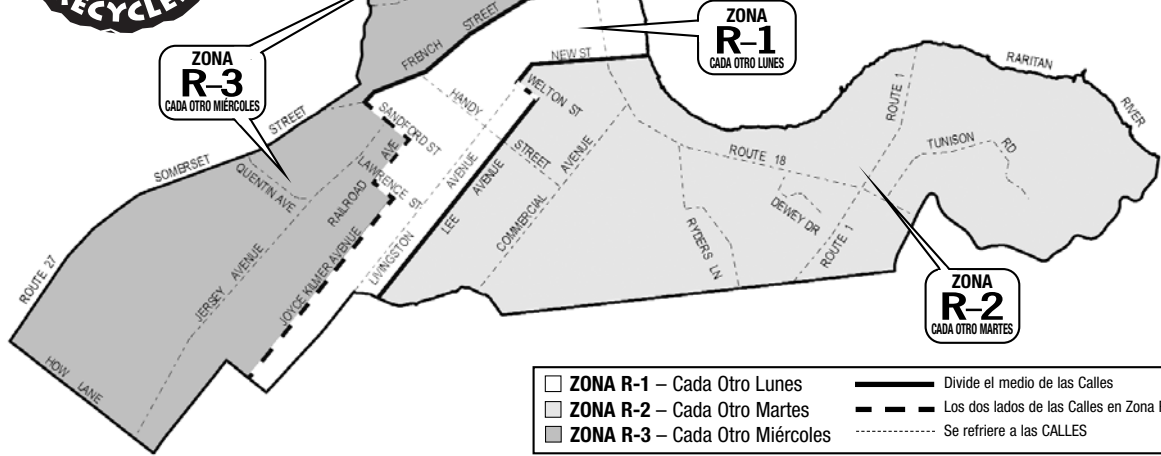 RECYCLE
ZONA
R–1
CADA OTRO LUNES
ZONA
R–3
CADA OTRO MIÉRCOLES
FRENCH STREET
NEW ST
WELTON ST
HANDY STREET
SANDFORD ST
SOMERSET STREET
QUENTIN AVE
LAWRENCE ST
RAILROAD AVE
JOYCE KILMER AVENUE
LIVINGSTON AVENUE
LEE AVENUE
COMMERCIAL AVENUE
JERSEY AVENUE
ROUTE 27
HOW LANE
ROUTE 18
ROUTE 1
RARITAN RIVER
TUNISON RD
DEWEY DR
RYDERS LN
ROUTE 1
ZONA
R–2
CADA OTRO MARTES
ZONA R-1 – Cada Otro Lunes
ZONA R-2 – Cada Otro Martes
ZONA R-3 – Cada Otro Miércoles
Divide el medio de las Calles
Los dos lados de las Calles en Zona
Se refriere a las CALLES